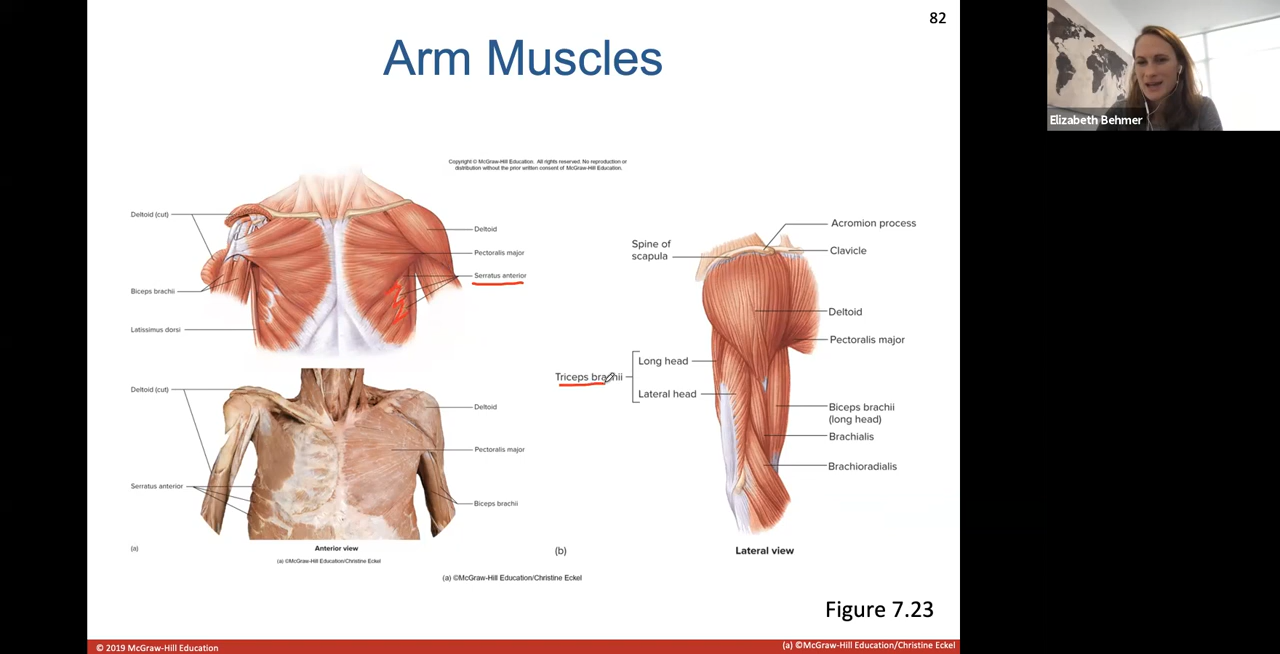 82
Arm Muscles
Elizabeth Behmer
Copyright © McGraw-Hill Education. All rights reserved. No reproduction or
distribution without the prior written consent of McGraw-Hill Education.
Deltoid (cut)
Biceps brachii
Latissimus dorsi
Deltoid
Pectoralis major
Serratus anterior
Deltoid (cut)
Serratus anterior
Deltoid
Pectoralis major
Biceps brachii
(a)
Anterior view
(a) ©McGraw-Hill Education/Christine Eckel
Spine of
scapula
Triceps brachii
Long head
Lateral head
Acromion process
Clavicle
Deltoid
Pectoralis major
Biceps brachii
(long head)
Brachialis
Brachioradialis
(b)
Lateral view
(a) ©McGraw-Hill Education/Christine Eckel
Figure 7.23
© 2019 McGraw-Hill Education
(a) ©McGraw-Hill Education/Christine Eckel